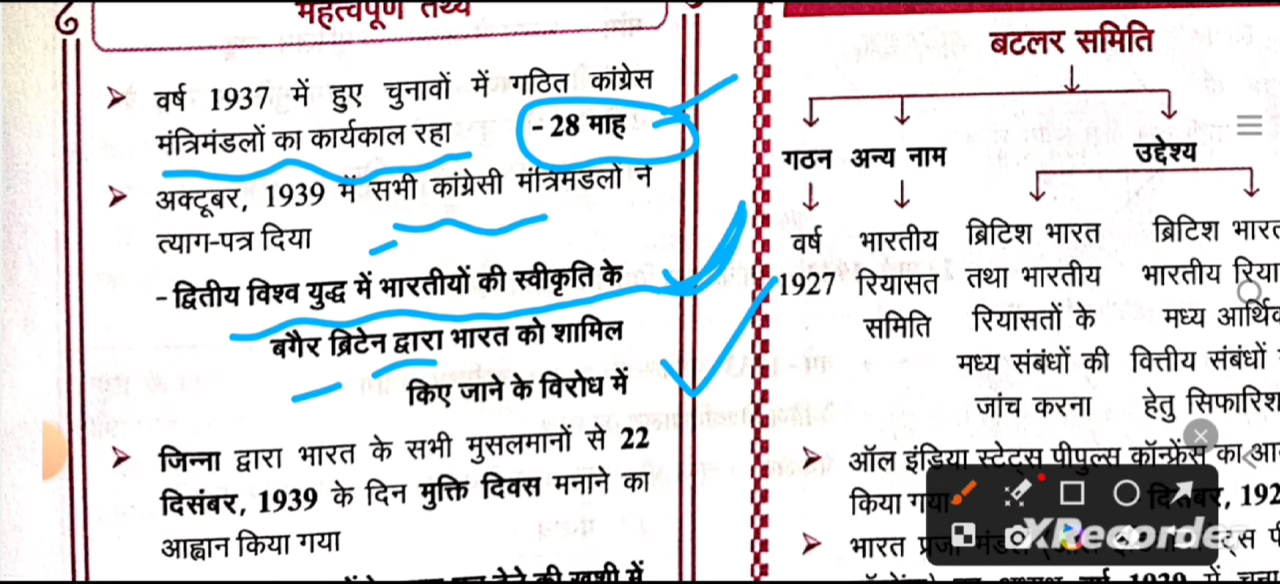 महत्वपूर्ण तथ्य
वर्ष 1937 में हुए चुनावों में गठित कांग्रेस
मंत्रिमंडलों का कार्यकाल रहा - 28 माह
अक्टूबर, 1939 में सभी कांग्रेसी मंत्रिमंडलों ने
त्याग-पत्र दिया
- द्वितीय विश्व युद्ध में भारतीयों की स्वीकृति के
बगैर ब्रिटेन द्वारा भारत को शामिल
किए जाने के विरोध में
जिन्ना द्वारा भारत के सभी मुसलमानों से 22
दिसंबर, 1939 के दिन मुक्ति दिवस मनाने का
आह्वान किया गया
बटलर समिति
गठन अन्य नाम उद्देश्य
वर्ष भारतीय ब्रिटिश भारत ब्रिटिश भारत
1927 रियासत तथा भारतीय भारतीय
समिति रियासतों के मध्य
मध्य संबंधों की वित्तीय संबंधों
जांच करना हेतु
ऑल इंडिया स्टेट्स पीपुल्स कॉन्फ्रेंस का
किया गया
भारत
XRecorder